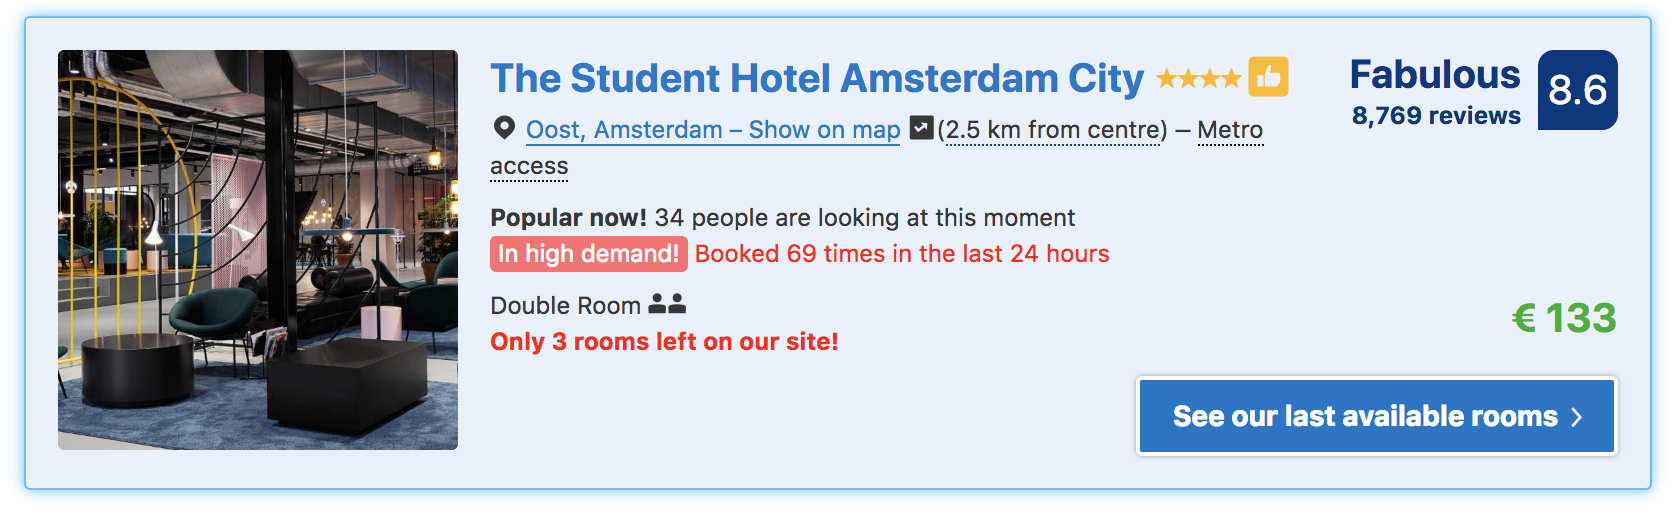 The Student Hotel Amsterdam City
Fabulous
8,769 reviews
8.6
Oost, Amsterdam – Show on map (2.5 km from centre) – Metro
access
Popular now! 34 people are looking at this moment
In high demand! Booked 69 times in the last 24 hours
Double Room
Only 3 rooms left on our site!
€ 133
See our last available rooms